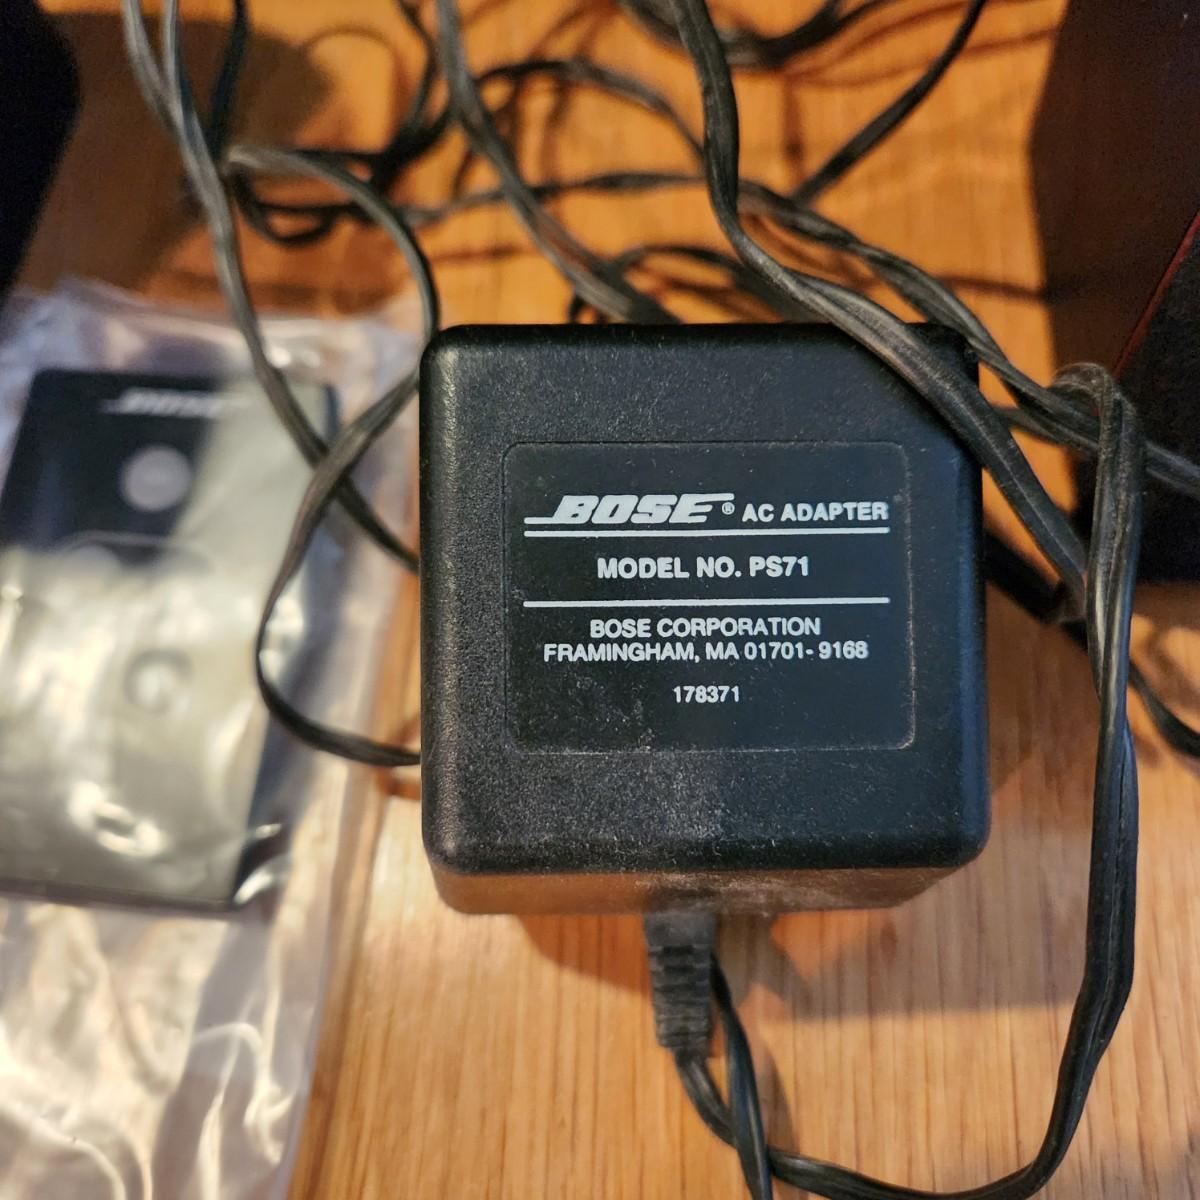 BOSE
BOSE® AC ADAPTER
MODEL NO. PS71
BOSE CORPORATION
FRAMINGHAM, MA 01701-9168
178371